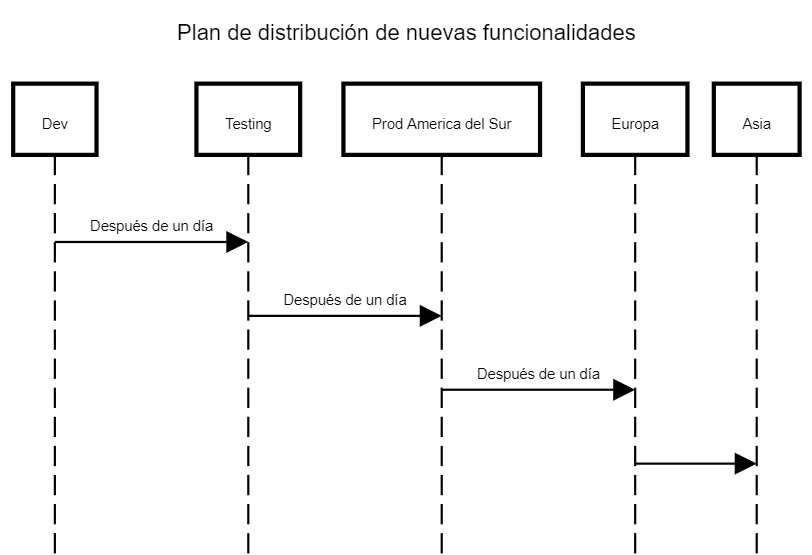 Plan de distribución de nuevas funcionalidades
Dev
Testing
Prod America del Sur
Europa
Asia
Después de un día
Después de un día
Después de un día